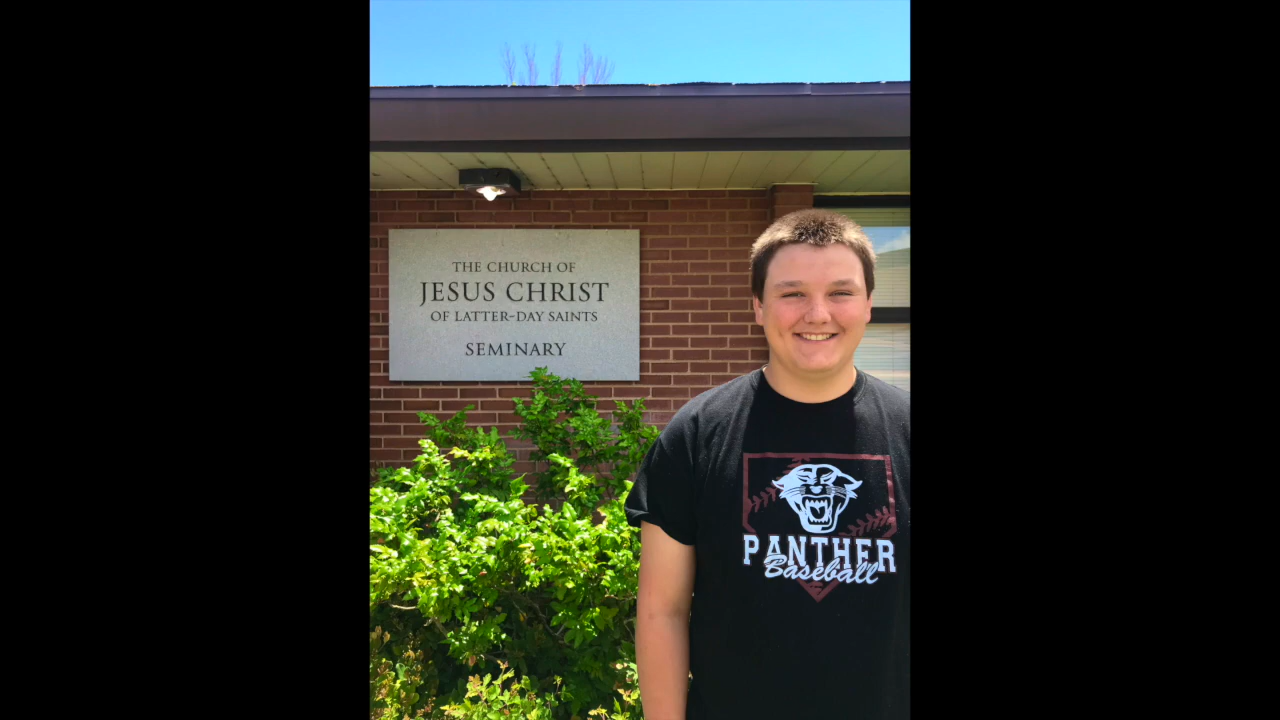 THE CHURCH OF
JESUS CHRIST
OF LATTER-DAY SAINTS
SEMINARY
PANTHER
Baseball